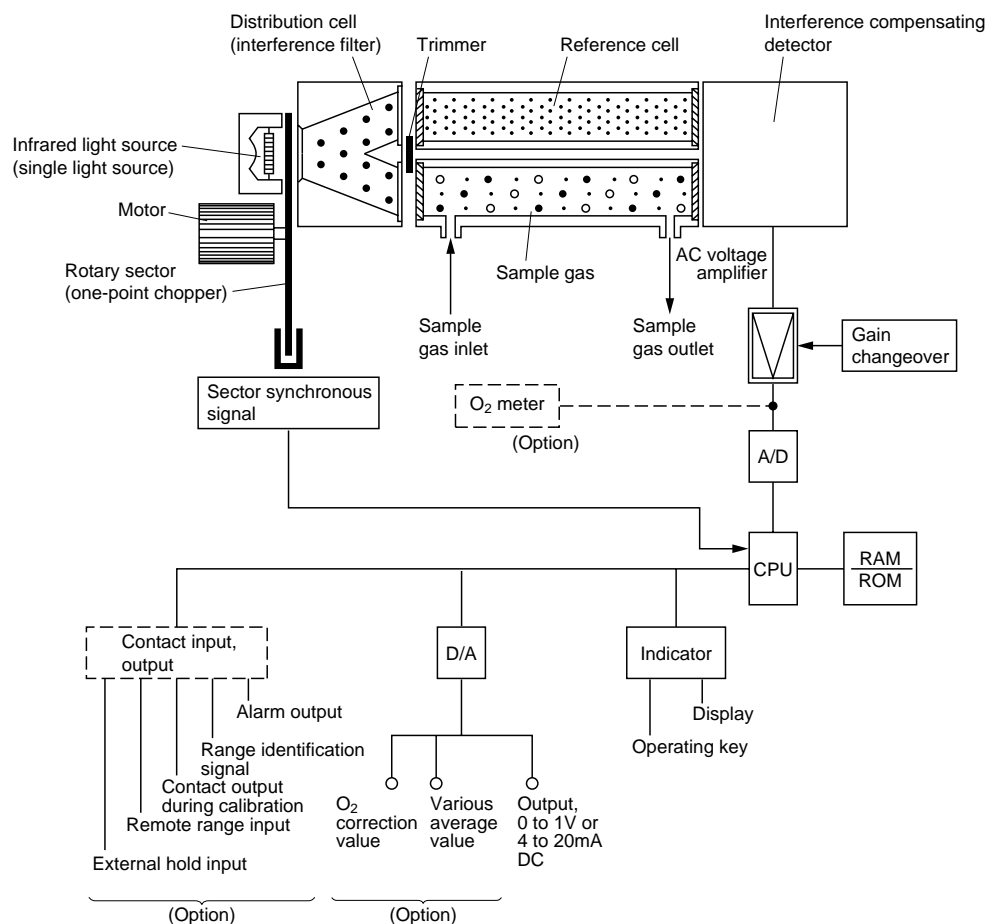 Distribution cell
(interference filter)
Trimmer
Reference cell
Interference compensating
detector
Infrared light source
(single light source)
Motor
Rotary sector
(one-point chopper)
Sample gas
AC voltage
amplifier
Sample
gas inlet
Sample
gas outlet
Gain
changeover
Sector synchronous
signal
O2 meter
(Option)
A/D
CPU
RAM
ROM
Contact input,
output
D/A
Indicator
Alarm output
Display
Range identification
signal
Operating key
Contact output
during calibration
Remote range input
External hold input
O2
correction
value
Various
average
value
Output,
0 to 1V or
4 to 20mA
DC
(Option)
(Option)